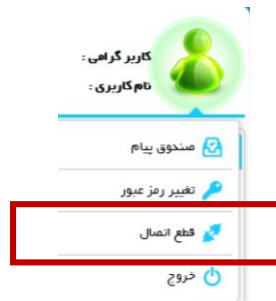 کاربر گرامی :
نام کاربری :
صندوق پیام
تغییر رمز عبور
قطع اتصال
خروج